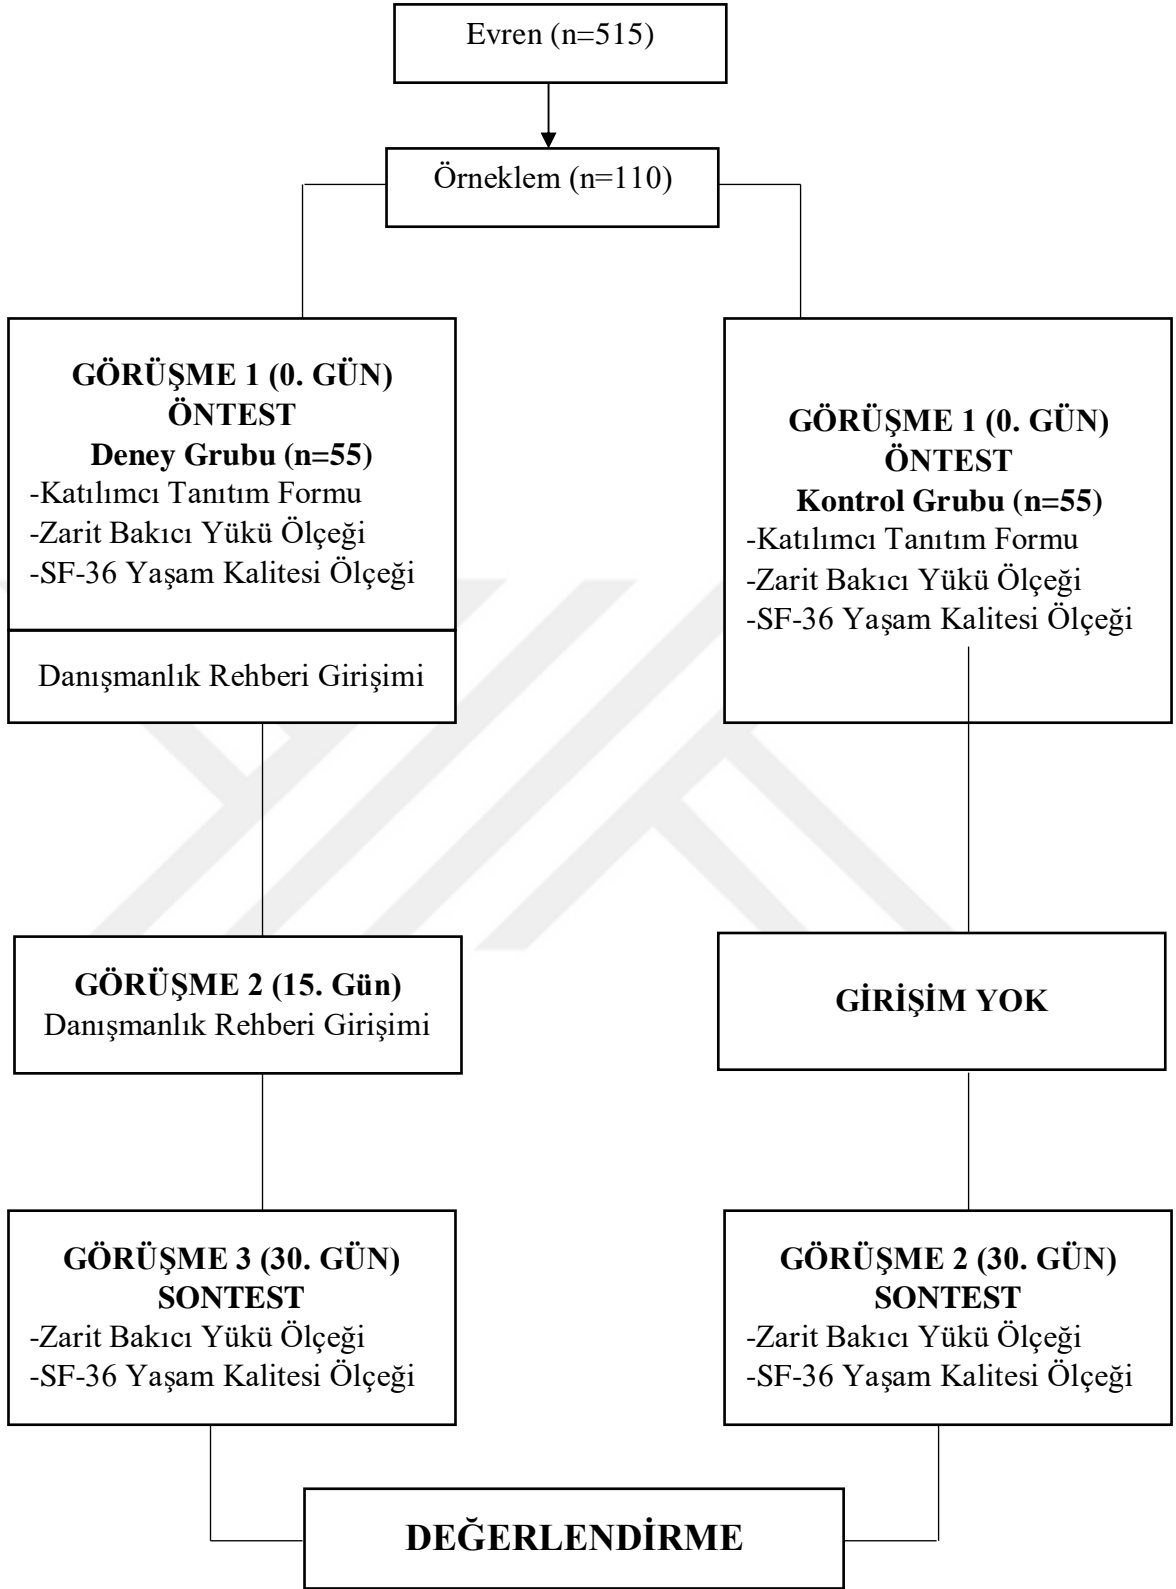 Evren (n=515)
Örneklem (n=110)
GÖRÜŞME 1 (0. GÜN)
ÖNTEST
Deney Grubu (n=55)
-Katılımcı Tanıtım Formu
-Zarit Bakıcı Yükü Ölçeği
-SF-36 Yaşam Kalitesi Ölçeği
Danışmanlık Rehberi Girişimi
GÖRÜŞME 1 (0. GÜN)
ÖNTEST
Kontrol Grubu (n=55)
-Katılımcı Tanıtım Formu
-Zarit Bakıcı Yükü Ölçeği
-SF-36 Yaşam Kalitesi Ölçeği
GÖRÜŞME 2 (15. Gün)
Danışmanlık Rehberi Girişimi
GİRİŞİM YOK
GÖRÜŞME 3 (30. GÜN)
SONTEST
-Zarit Bakıcı Yükü Ölçeği
-SF-36 Yaşam Kalitesi Ölçeği
GÖRÜŞME 2 (30. GÜN)
SONTEST
-Zarit Bakıcı Yükü Ölçeği
-SF-36 Yaşam Kalitesi Ölçeği
DEĞERLENDİRME